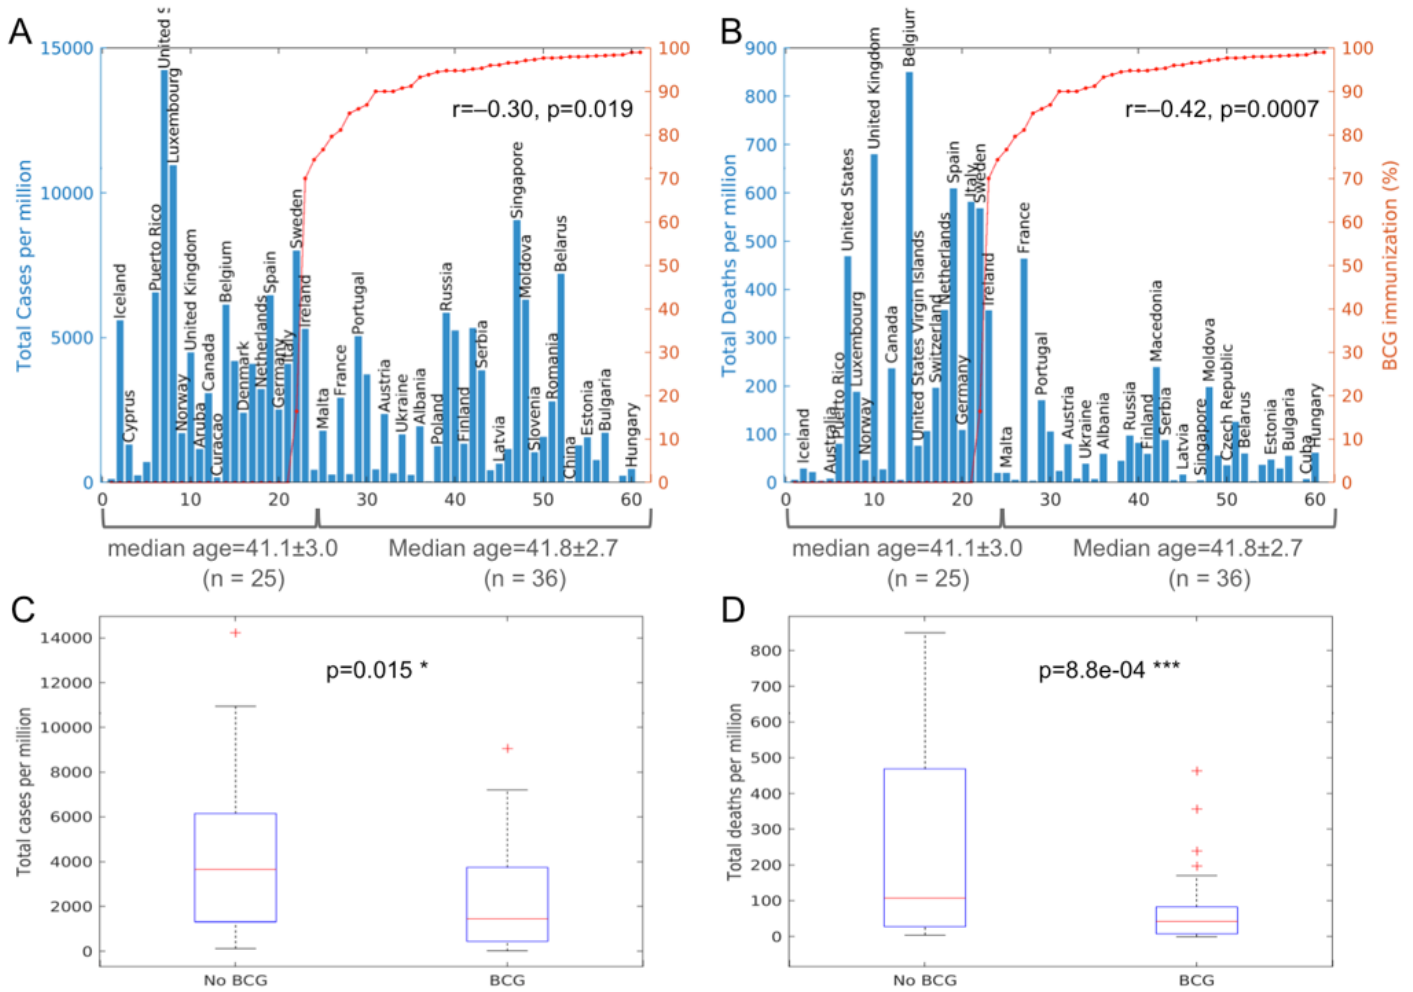 A
15000
10000
5000
0
Total Cases per million
United S
Luxembourg
Puerto Rico
Iceland
Cyprus
Norway
United Kingdom
Aruba
Canada
Curacao
Belgium
Denmark
Netherlands
Spain
Germany
Italy
Sweden
Ireland
Malta
France
Portugal
Austria
Ukraine
Albania
Poland
Russia
Finland
Serbia
Latvia
Singapore
Moldova
Slovenia
Romania
Belarus
China
Estonia
Bulgaria
Hungary
r=–0.30, p=0.019
100
90
80
70
60
50
40
30
20
10
0
0 10 20 30 40 50 60
median age=41.1±3.0
(n = 25)
Median age=41.8±2.7
(n = 36)
B
900
800
700
600
500
400
300
200
100
0
Total Deaths per million
Iceland
Australia
Puerto Rico
United States
Luxembourg
Norway
United Kingdom
Canada
Belgium
United States Virgin Islands
Switzerland
Netherlands
Spain
Germany
Italy
Sweden
Ireland
Malta
France
Portugal
Austria
Ukraine
Albania
Russia
Finland
Macedonia
Serbia
Latvia
Singapore
Moldova
Czech Republic
Belarus
Estonia
Bulgaria
Cuba
Hungary
r=–0.42, p=0.0007
100
90
80
70
60
50
40
30
20
10
0
BCG immunization (%)
0 10 20 30 40 50 60
median age=41.1±3.0
(n = 25)
Median age=41.8±2.7
(n = 36)
C
14000
12000
10000
8000
6000
4000
2000
0
Total cases per million
p=0.015 *
No BCG
BCG
D
800
700
600
500
400
300
200
100
0
Total deaths per million
p=8.8e-04 ***
No BCG
BCG